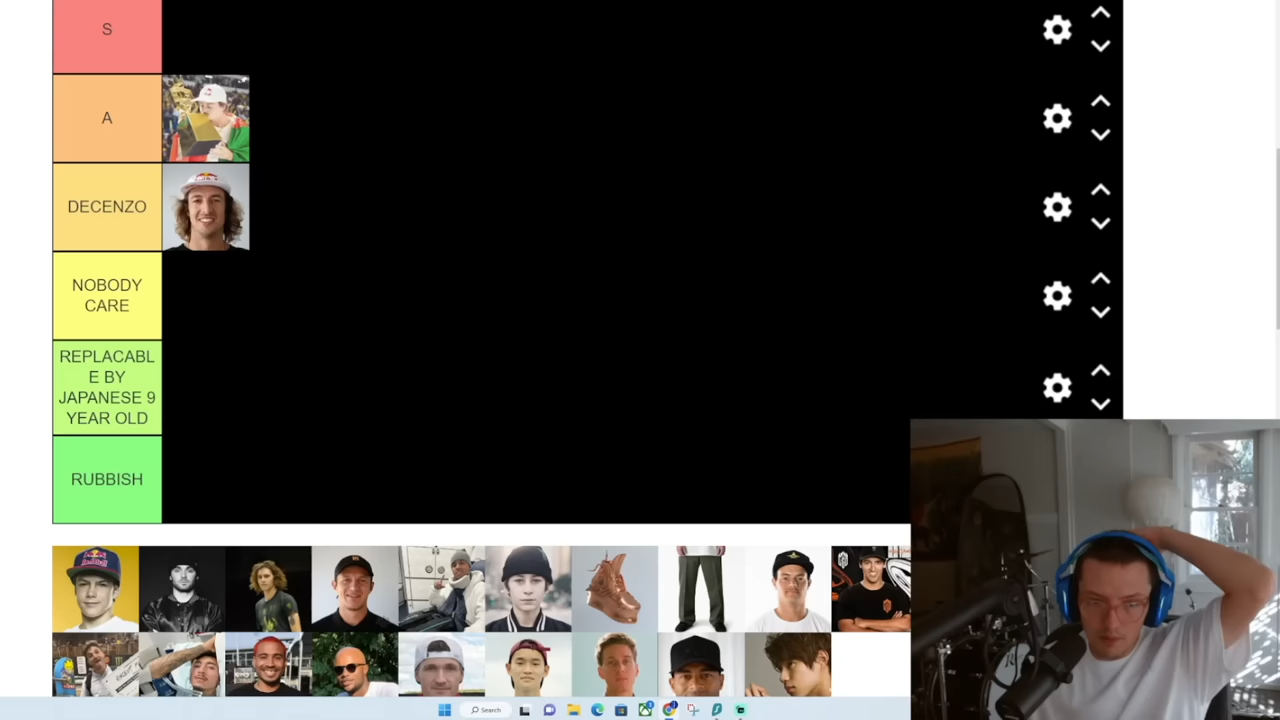 S
A
DECENZO
NOBODY
CARE
REPLACABL
E BY
JAPANESE 9
YEAR OLD
RUBBISH
Search